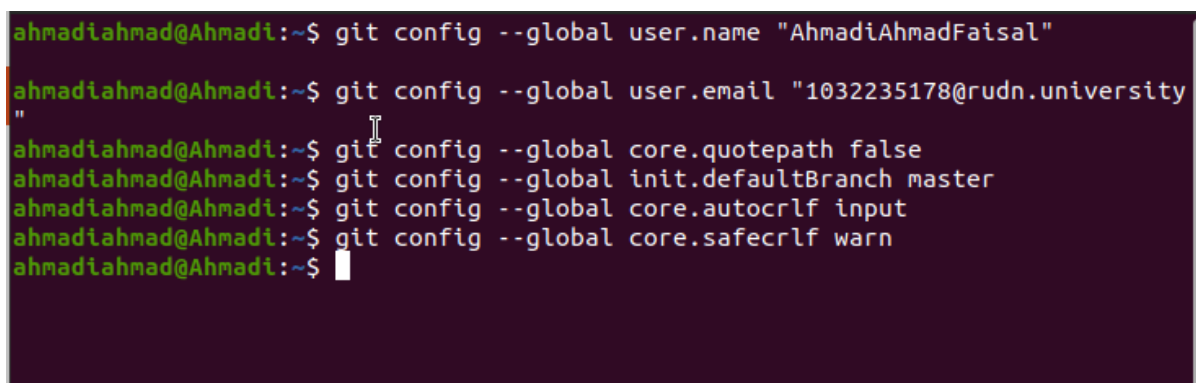 ahmadiahmad@Ahmadi:~$ git config --global user.name "AhmadiAhmadFaisal"
ahmadiahmad@Ahmadi:~$ git config --global user.email "1032235178@rudn.university
"
ahmadiahmad@Ahmadi:~$ git config --global core.quotepath false
ahmadiahmad@Ahmadi:~$ git config --global init.defaultBranch master
ahmadiahmad@Ahmadi:~$ git config --global core.autocrlf input
ahmadiahmad@Ahmadi:~$ git config --global core.safecrlf warn
ahmadiahmad@Ahmadi:~$